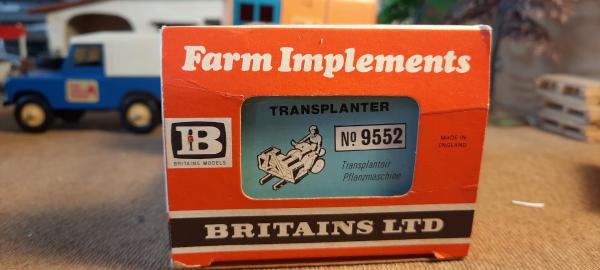 Farm Implements
TRANSPLANTER
Nº 9552
Transplantoir
Pflanzmaschine
B
BRITAINS MODELS
MADE IN
ENGLAND
BRITAINS LTD